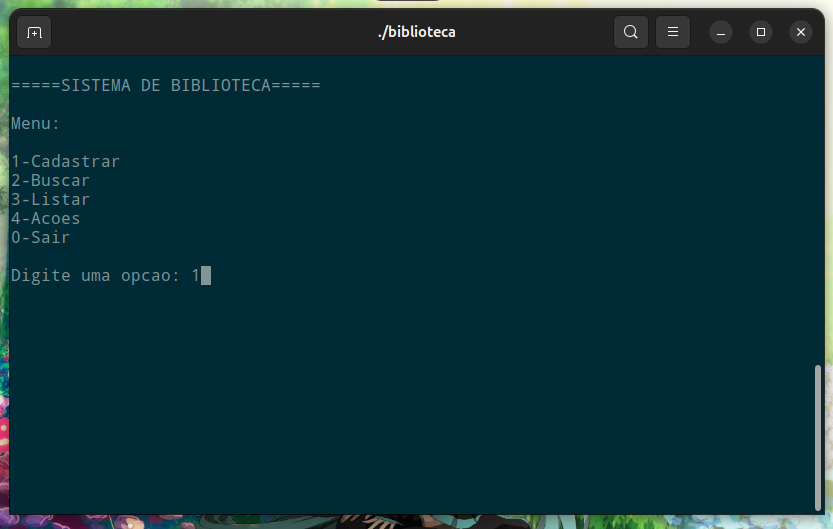 ./biblioteca
=====SISTEMA DE BIBLIOTECA=====
Menu:
1-Cadastrar
2-Buscar
3-Listar
4-Acoes
0-Sair
Digite uma opcao: 1